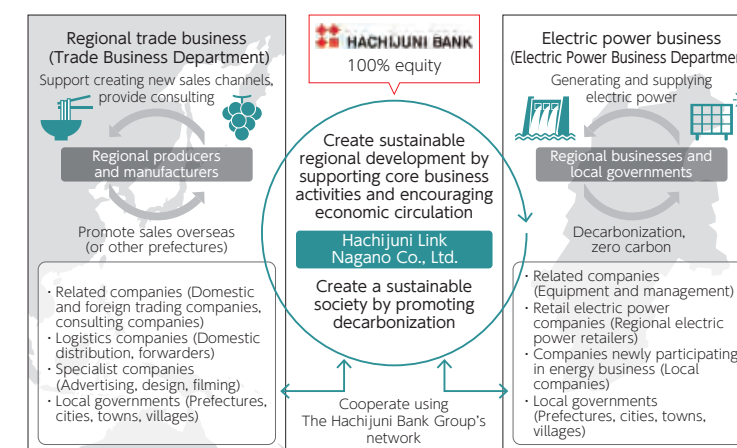 Regional trade business
(Trade Business Department)
Support creating new sales channels,
provide consulting
Regional producers
and manufacturers
Promote sales overseas
(or other prefectures)
· Related companies (Domestic
and foreign trading companies,
consulting companies)
· Logistics companies (Domestic
distribution, forwarders)
· Specialist companies
(Advertising, design, filming)
· Local governments (Prefectures,
cities, towns, villages)
HACHIJUNI BANK
100% equity
Create sustainable
regional development by
supporting core business
activities and encouraging
economic circulation
Hachijuni Link
Nagano Co., Ltd.
Create a sustainable
society by promoting
decarbonization
Cooperate using
The Hachijuni Bank Group's
network
Electric power business
(Electric Power Business Departmen
Generating and supplying
electric power
Regional businesses and
local governments
Decarbonization,
zero carbon
· Related companies
(Equipment and management)
· Retail electric power
companies (Regional electric
power retailers)
· Companies newly participating
in energy business (Local
companies)
· Local governments
(Prefectures, cities, towns,
villages)